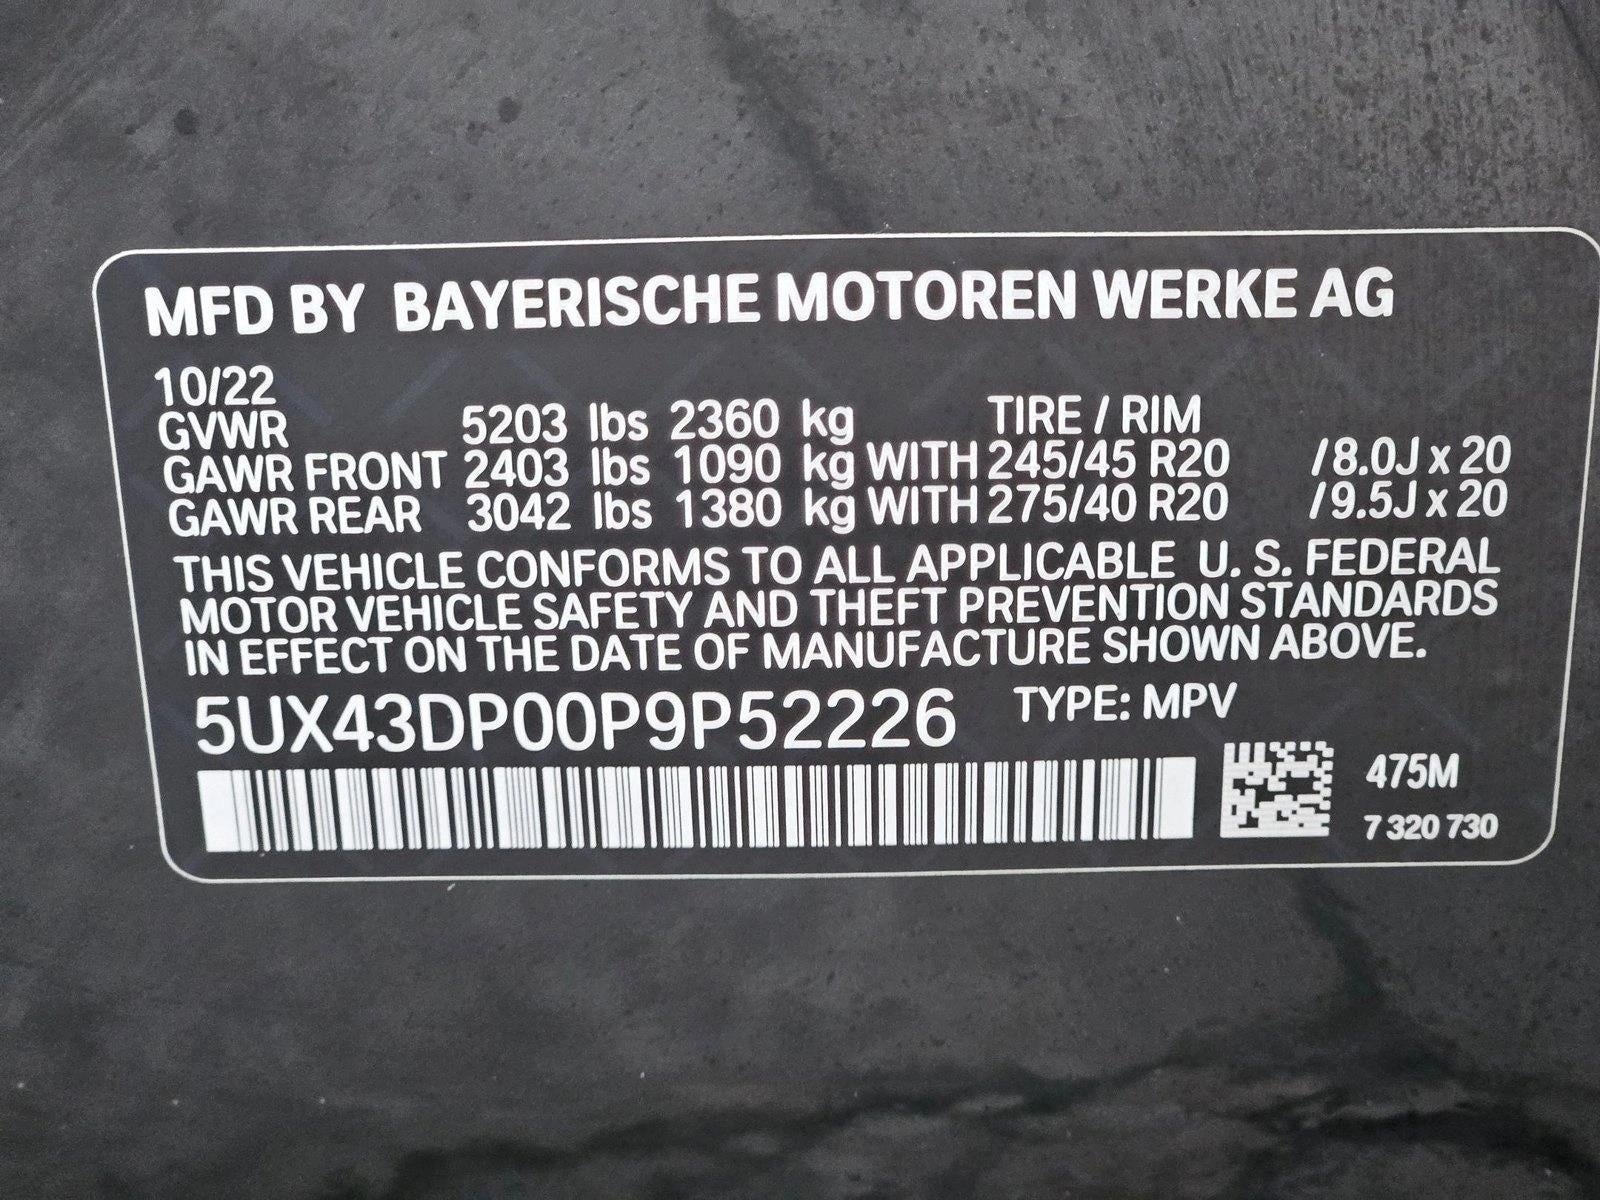 MFD BY BAYERISCHE MOTOREN WERKE AG
10/22
GVWR 5203 lbs 2360 kg TIRE / RIM
GAWR FRONT 2403 lbs 1090 kg WITH 245/45 R20 /8.0J x 20
GAWR REAR 3042 lbs 1380 kg WITH 275/40 R20 /9.5J x 20
THIS VEHICLE CONFORMS TO ALL APPLICABLE U. S. FEDERAL
MOTOR VEHICLE SAFETY AND THEFT PREVENTION STANDARDS
IN EFFECT ON THE DATE OF MANUFACTURE SHOWN ABOVE.
5UX43DP00P9P52226 TYPE: MPV
475M
7 320 730